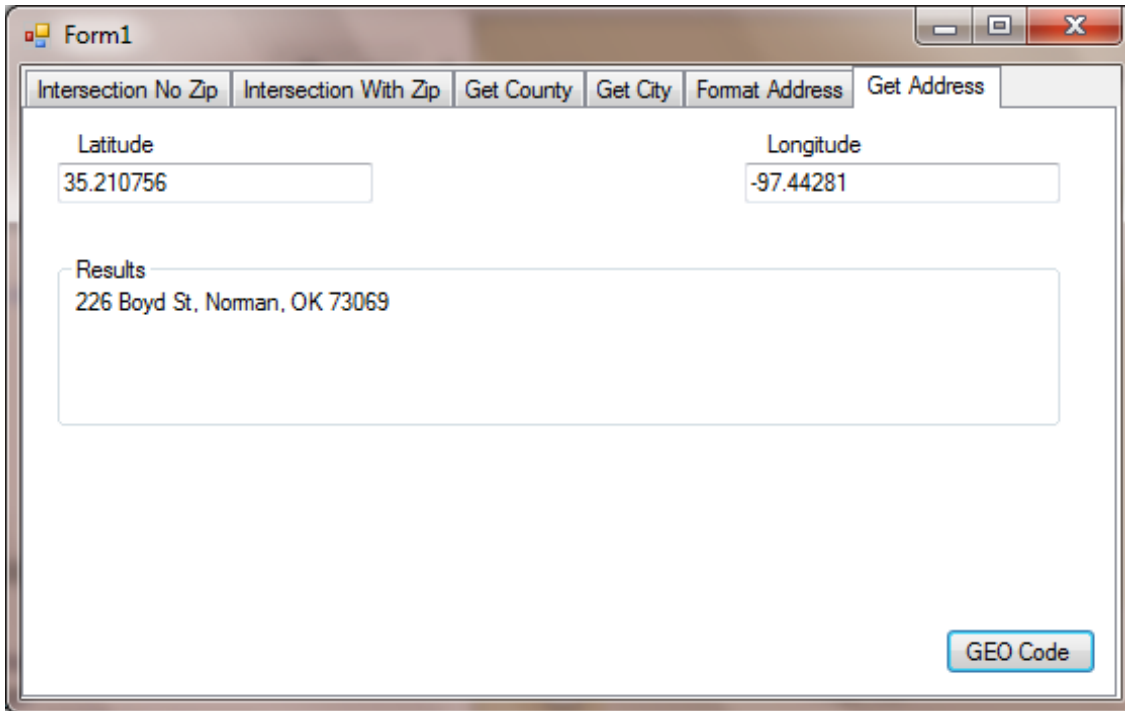 Form1
Intersection No Zip Intersection With Zip Get County Get City Format Address Get Address
Latitude Longitude
35.210756 -97.44281
Results
226 Boyd St, Norman, OK 73069
GEO Code